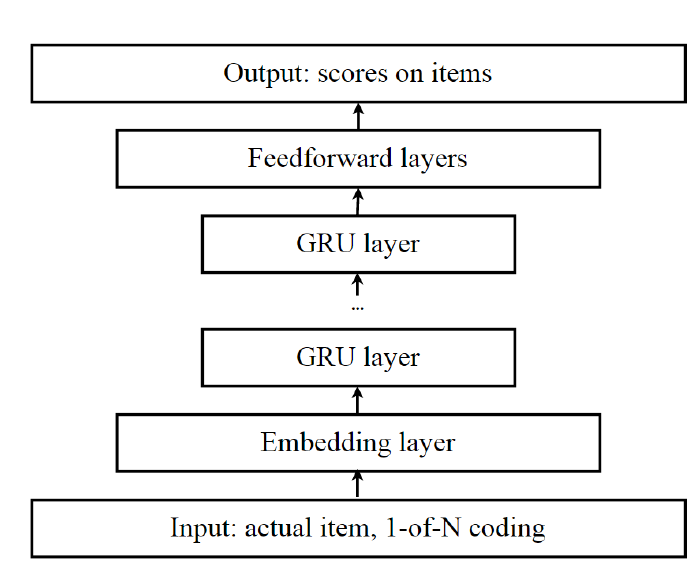 Output: scores on items
Feedforward layers
GRU layer
...
GRU layer
Embedding layer
Input: actual item, 1-of-N coding